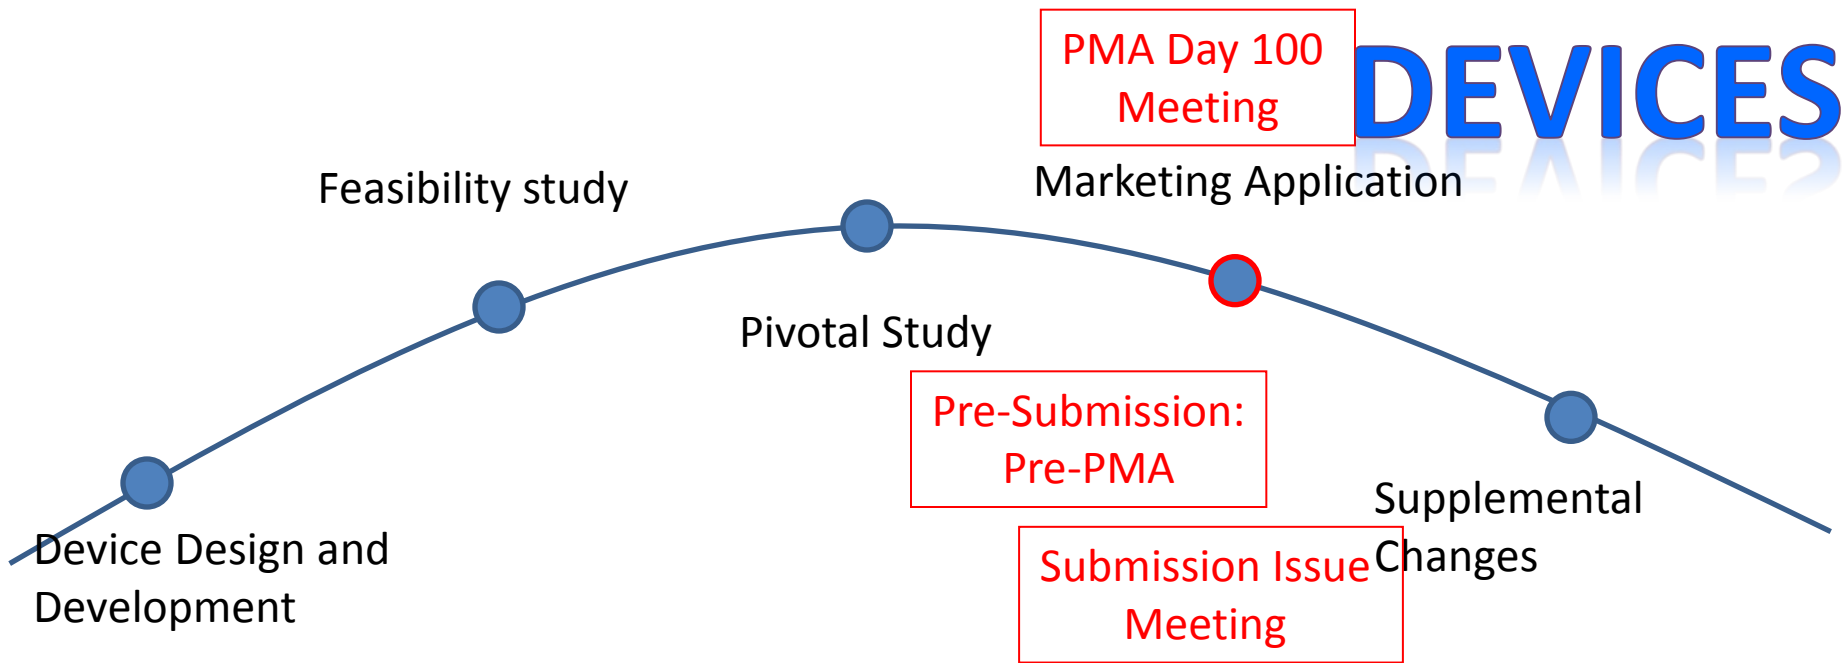 PMA Day 100
Meeting
DEVICES
Feasibility study
Marketing Application
Pivotal Study
Pre-Submission:
Pre-PMA
Supplemental
Changes
Device Design and
Development
Submission Issue
Meeting